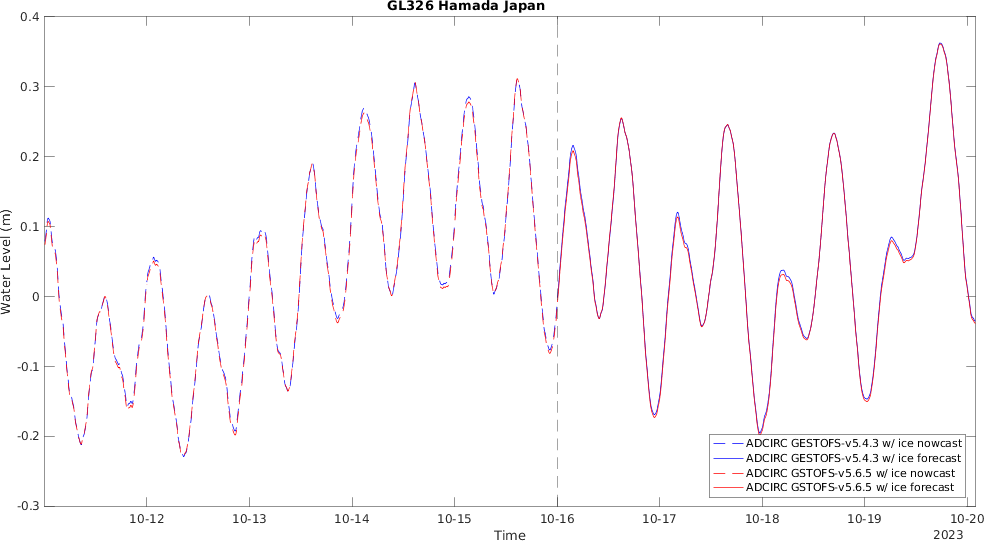 GL326 Hamada Japan
0.4
0.3
0.2
0.1
0
-0.1
-0.2
-0.3
Water Level (m)
10-12 10-13 10-14 10-15 10-16 10-17 10-18 10-19 10-20
Time
2023
ADCIRC GESTOFS-v5.4.3 w/ ice nowcast
ADCIRC GESTOFS-v5.4.3 w/ ice forecast
ADCIRC GSTOFS-v5.6.5 w/ ice nowcast
ADCIRC GSTOFS-v5.6.5 w/ ice forecast